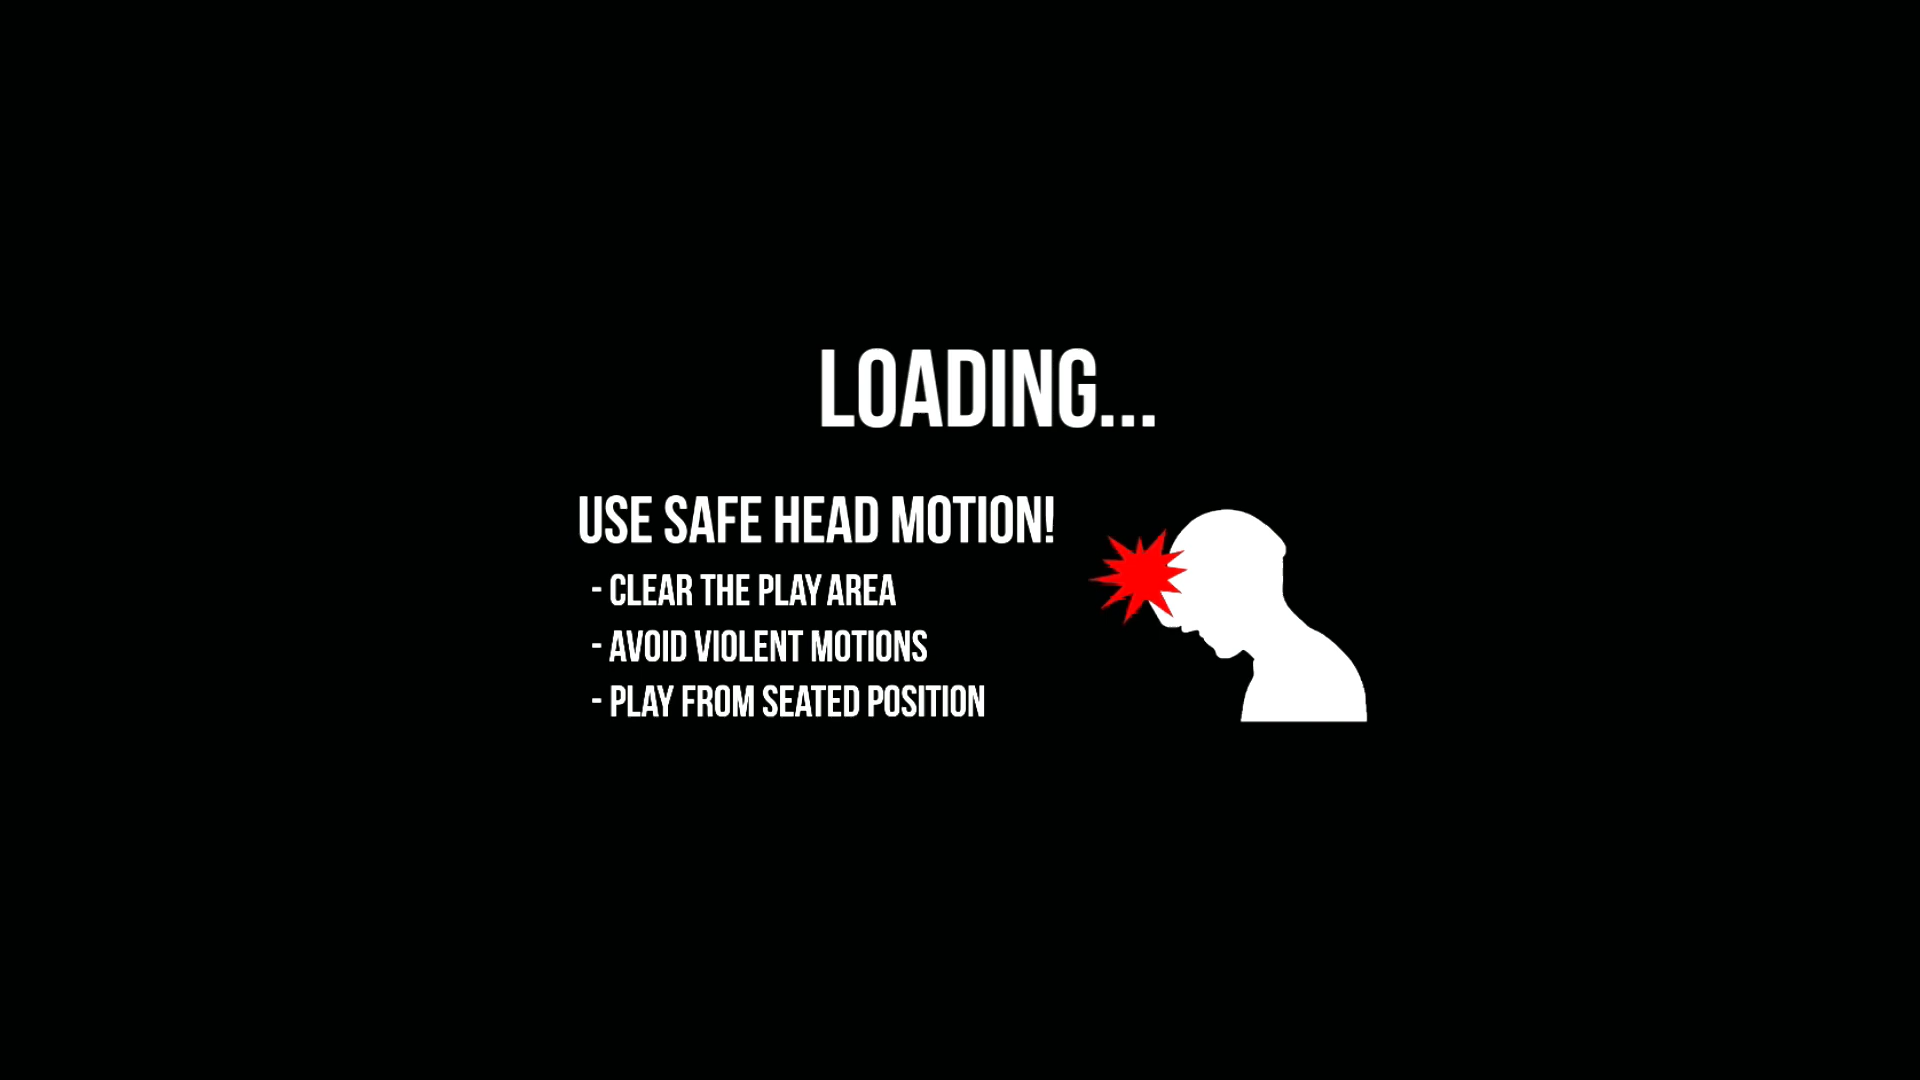 LOADING...
USE SAFE HEAD MOTION!
- CLEAR THE PLAY AREA
- AVOID VIOLENT MOTIONS
- PLAY FROM SEATED POSITION